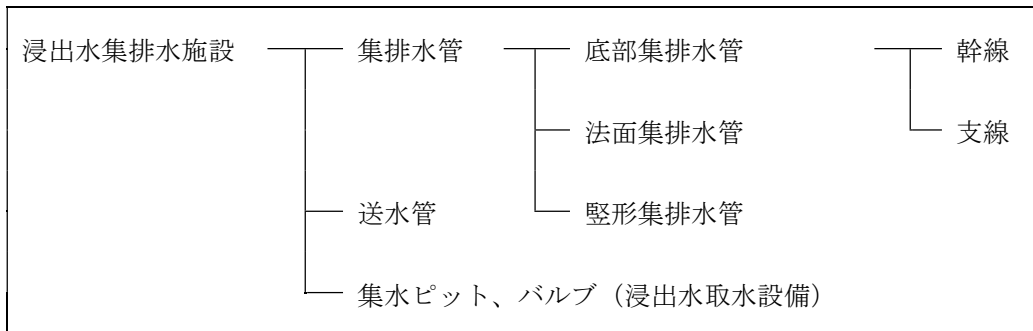 浸出水集排水施設 集排水管 底部集排水管 幹線
支線
法面集排水管
竪形集排水管
送水管
集水ピット、バルブ（浸出水取水設備）